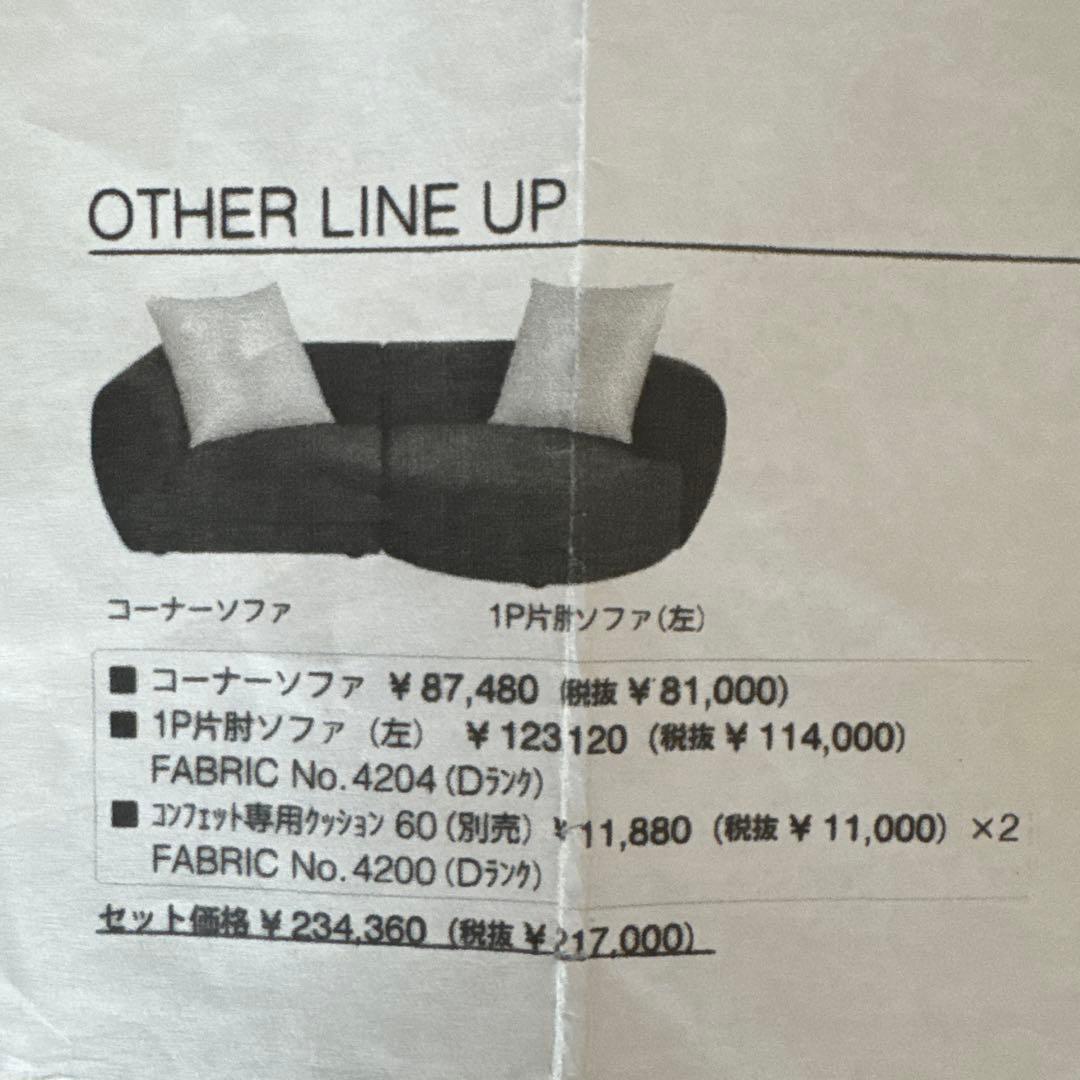 OTHER LINE UP
コーナーソファ 1P片肘ソファ(左)
■ コーナーソファ ¥87,480 (税抜 ¥81,000)
■ 1P片肘ソファ (左) ¥123,120 (税抜 ¥114,000)
FABRIC No.4204(Dﾗﾝｸ)
■ ｺﾝﾌｪｯﾄ専用ｸｯｼｮﾝ 60(別売) ¥11,880 (税抜 ¥11,000) ×2
FABRIC No.4200(Dﾗﾝｸ)
セット価格 ¥234,360 (税抜 ¥217,000)